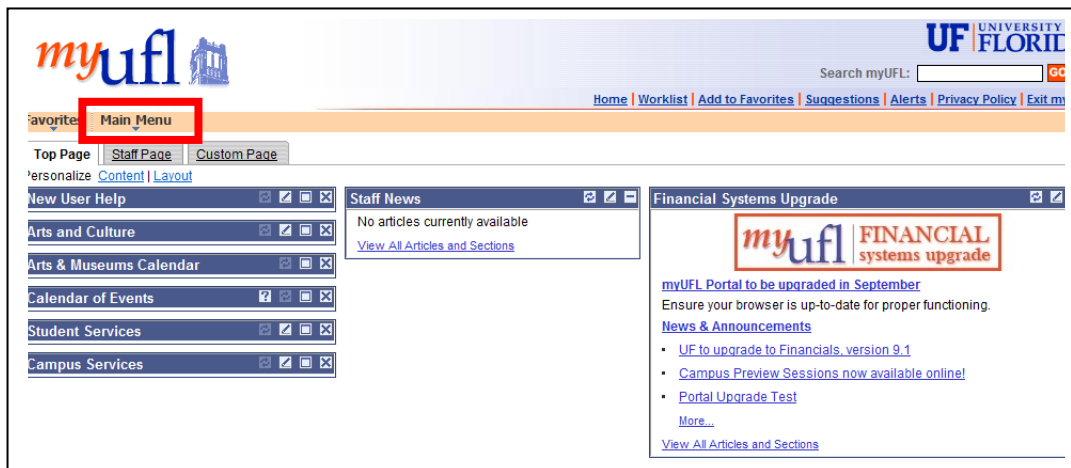 myufl
UF UNIVERSITY
FLORID
Search myUFL: GO
Home | Worklist | Add to Favorites | Suggestions | Alerts | Privacy Policy | Exit my
Favorites Main Menu
Top Page Staff Page Custom Page
Personalize Content | Layout
New User Help
Arts and Culture
Arts & Museums Calendar
Calendar of Events
Student Services
Campus Services
Staff News
No articles currently available
View All Articles and Sections
Financial Systems Upgrade
myufl FINANCIAL
systems upgrade
myUFL Portal to be upgraded in September
Ensure your browser is up-to-date for proper functioning.
News & Announcements
UF to upgrade to Financials, version 9.1
Campus Preview Sessions now available online!
Portal Upgrade Test
More...
View All Articles and Sections